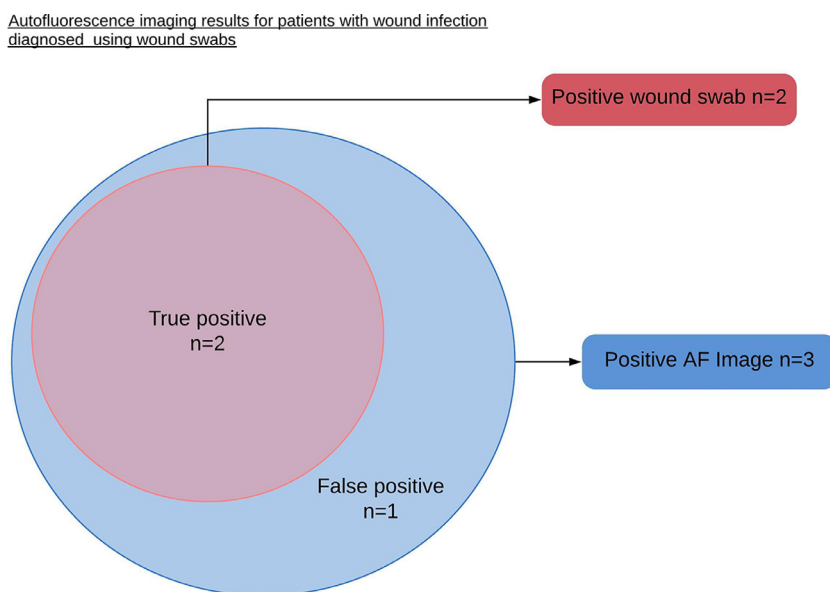 Autofluorescence imaging results for patients with wound infection
diagnosed  using wound swabs
Positive wound swab n=2
True positive
n=2
Positive AF Image n=3
False positive
n=1